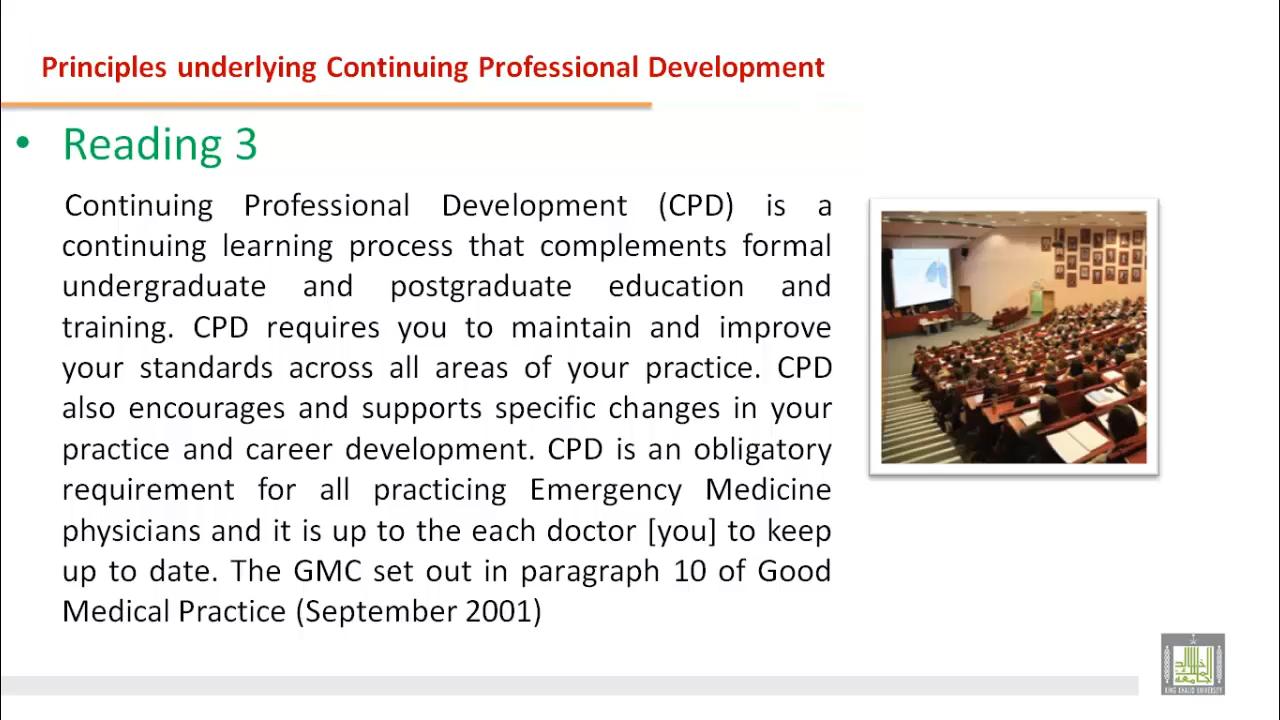 Principles underlying Continuing Professional Development
• Reading 3
Continuing Professional Development (CPD) is a
continuing learning process that complements formal
undergraduate and postgraduate education and
training. CPD requires you to maintain and improve
your standards across all areas of your practice. CPD
also encourages and supports specific changes in your
practice and career development. CPD is an obligatory
requirement for all practicing Emergency Medicine
physicians and it is up to the each doctor [you] to keep
up to date. The GMC set out in paragraph 10 of Good
Medical Practice (September 2001)
KING KHALID UNIVERSITY